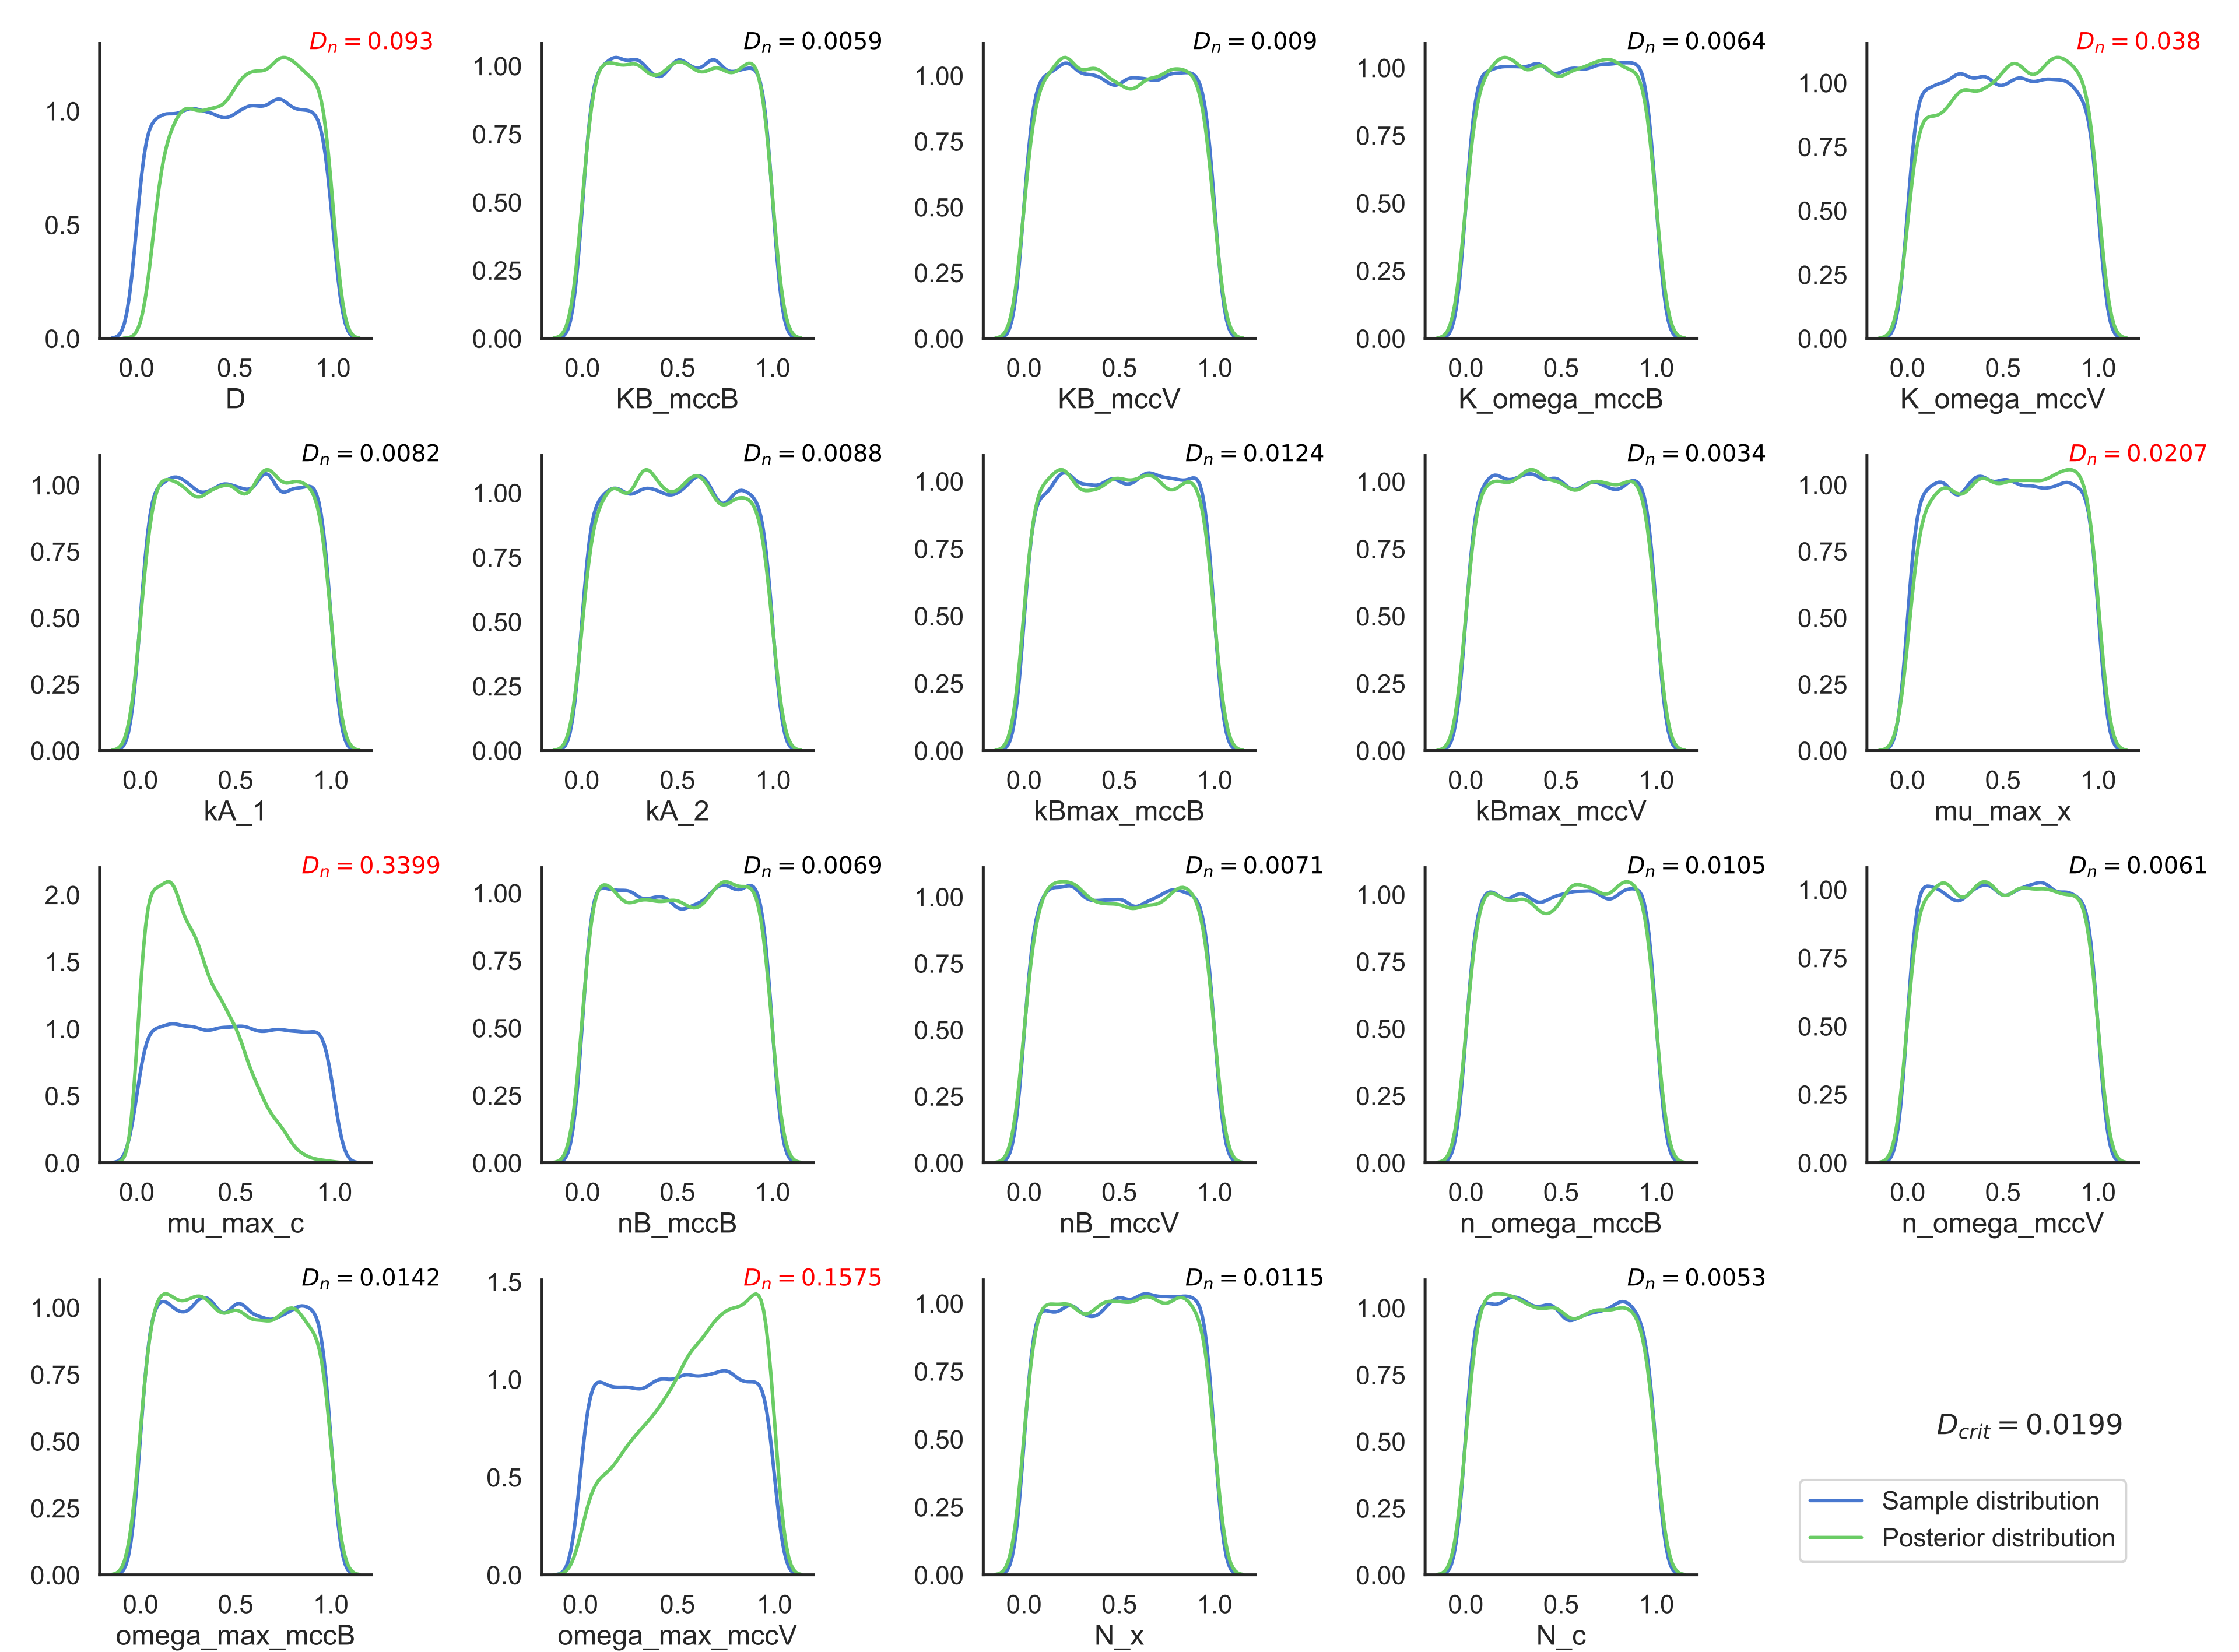 D_n = 0.093
D_n = 0.0059
D_n = 0.009
D_n = 0.0064
D_n = 0.038
1.0
0.5
0.0
1.00
0.75
0.50
0.25
0.00
1.00
0.75
0.50
0.25
0.00
1.00
0.75
0.50
0.25
0.00
1.00
0.75
0.50
0.25
0.00
0.0 0.5 1.0
0.0 0.5 1.0
0.0 0.5 1.0
0.0 0.5 1.0
0.0 0.5 1.0
D
KB_mccB
KB_mccV
K_omega_mccB
K_omega_mccV
D_n = 0.0082
D_n = 0.0088
D_n = 0.0124
D_n = 0.0034
D_n = 0.0207
1.00
0.75
0.50
0.25
0.00
1.00
0.75
0.50
0.25
0.00
1.00
0.75
0.50
0.25
0.00
1.00
0.75
0.50
0.25
0.00
1.00
0.75
0.50
0.25
0.00
0.0 0.5 1.0
0.0 0.5 1.0
0.0 0.5 1.0
0.0 0.5 1.0
0.0 0.5 1.0
kA_1
kA_2
kBmax_mccB
kBmax_mccV
mu_max_x
D_n = 0.3399
D_n = 0.0069
D_n = 0.0071
D_n = 0.0105
D_n = 0.0061
2.0
1.5
1.0
0.5
0.0
1.00
0.75
0.50
0.25
0.00
1.00
0.75
0.50
0.25
0.00
1.00
0.75
0.50
0.25
0.00
1.00
0.75
0.50
0.25
0.00
0.0 0.5 1.0
0.0 0.5 1.0
0.0 0.5 1.0
0.0 0.5 1.0
0.0 0.5 1.0
mu_max_c
nB_mccB
nB_mccV
n_omega_mccB
n_omega_mccV
D_n = 0.0142
D_n = 0.1575
D_n = 0.0115
D_n = 0.0053
1.00
0.75
0.50
0.25
0.00
1.5
1.0
0.5
0.0
1.00
0.75
0.50
0.25
0.00
1.00
0.75
0.50
0.25
0.00
0.0 0.5 1.0
0.0 0.5 1.0
0.0 0.5 1.0
0.0 0.5 1.0
omega_max_mccB
omega_max_mccV
N_x
N_c
D_crit = 0.0199
Sample distribution
Posterior distribution